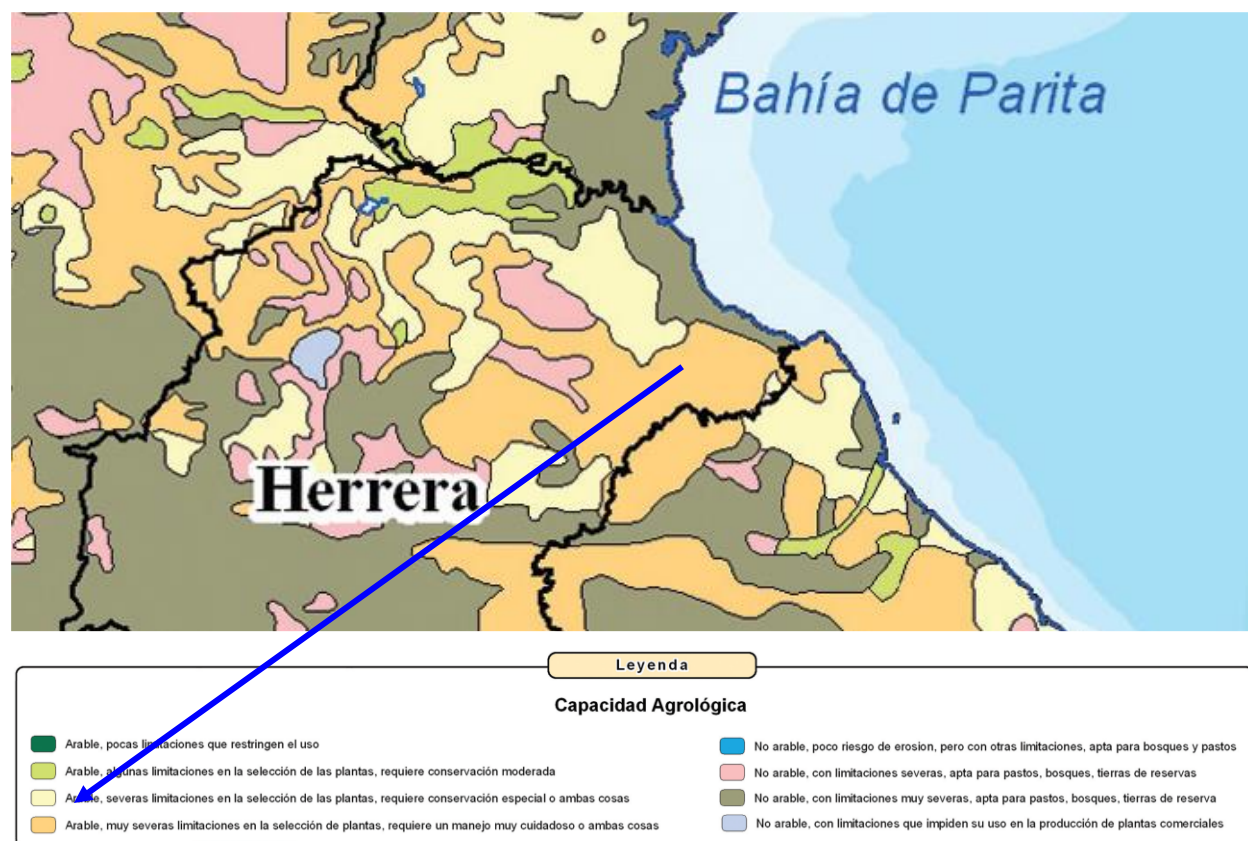 Bahía de Parita
Herrera
Leyenda
Capacidad Agrológica
Arable, pocas limitaciones que restringen el uso
Arable, algunas limitaciones en la selección de las plantas, requiere conservación moderada
Arable, severas limitaciones en la selección de las plantas, requiere conservación especial o ambas cosas
Arable, muy severas limitaciones en la selección de plantas, requiere un manejo muy cuidadoso o ambas cosas
No arable, poco riesgo de erosion, pero con otras limitaciones, apta para bosques y pastos
No arable, con limitaciones severas, apta para pastos, bosques, tierras de reservas
No arable, con limitaciones muy severas, apta para pastos, bosques, tierras de reserva
No arable, con limitaciones que impiden su uso en la producción de plantas comerciales